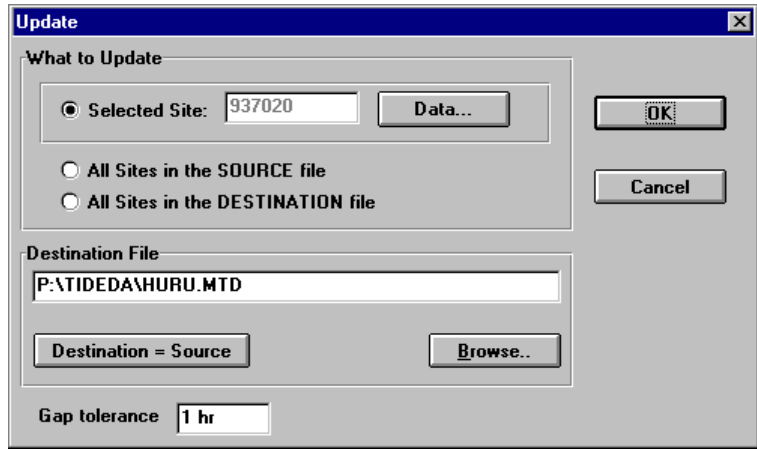 Update
What to Update
Selected Site: 937020 Data...
OK
All Sites in the SOURCE file
All Sites in the DESTINATION file
Cancel
Destination File
P:\TIDEDA\HURU.MTD
Destination = Source Browse..
Gap tolerance 1 hr